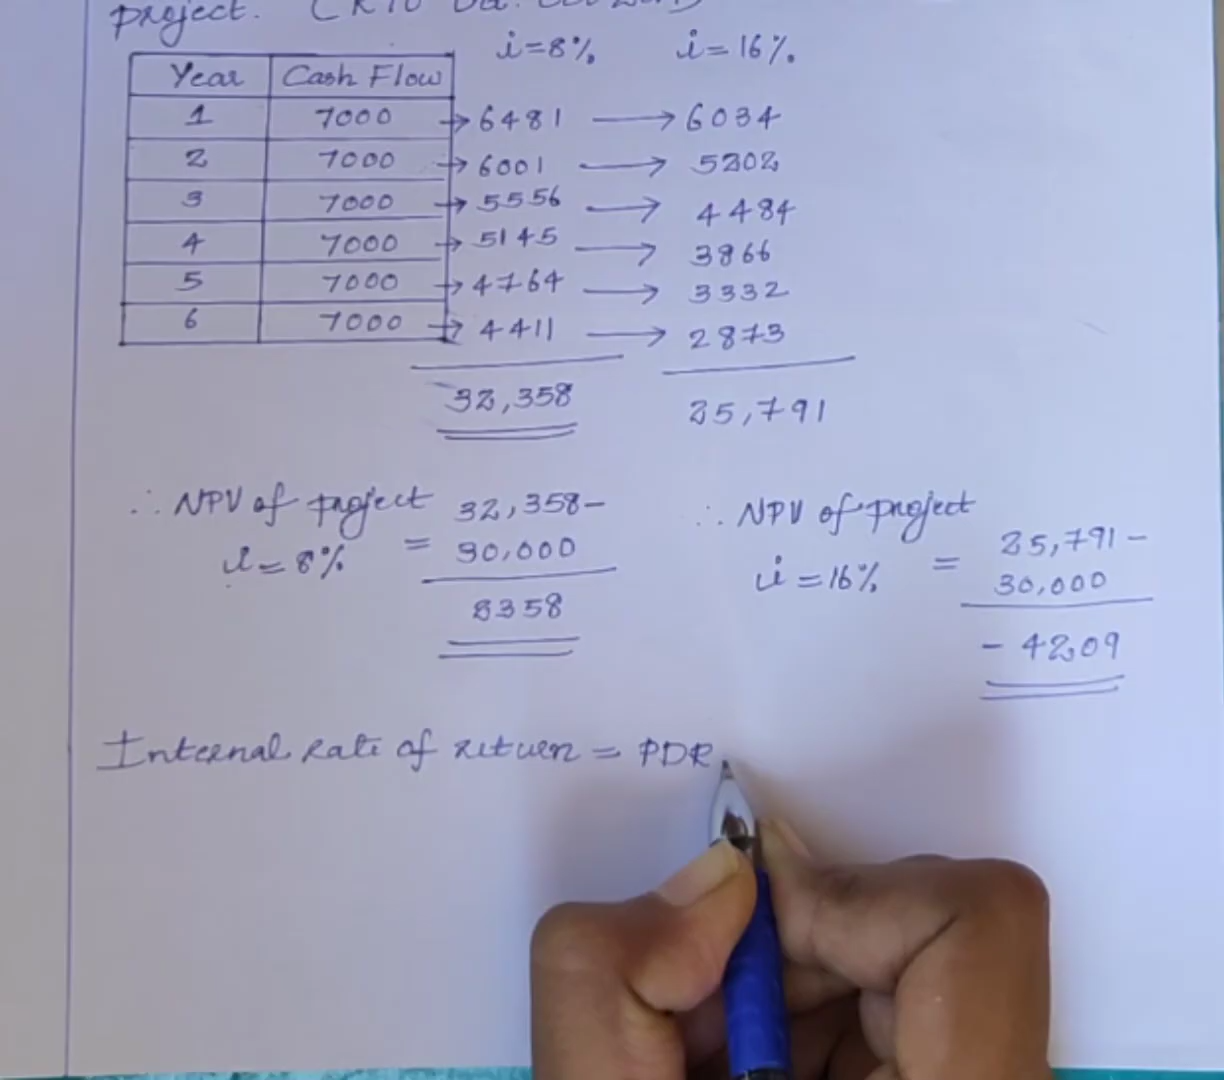 project.
i=8% i=16%.
Year Cash Flow
1 7000 → 6481 → 6034
2 7000 → 6001 → 5202
3 7000 → 5556 → 4484
4 7000 → 5145 → 3866
5 7000 → 4764 → 3332
6 7000 → 4411 → 2873
32,358 25,791
∴ NPV of project i=8% = 32,358-
30,000
2358
∴ NPV of project i=16% = 25,791-
30,000
- 4209
Internal Rate of return = PDR